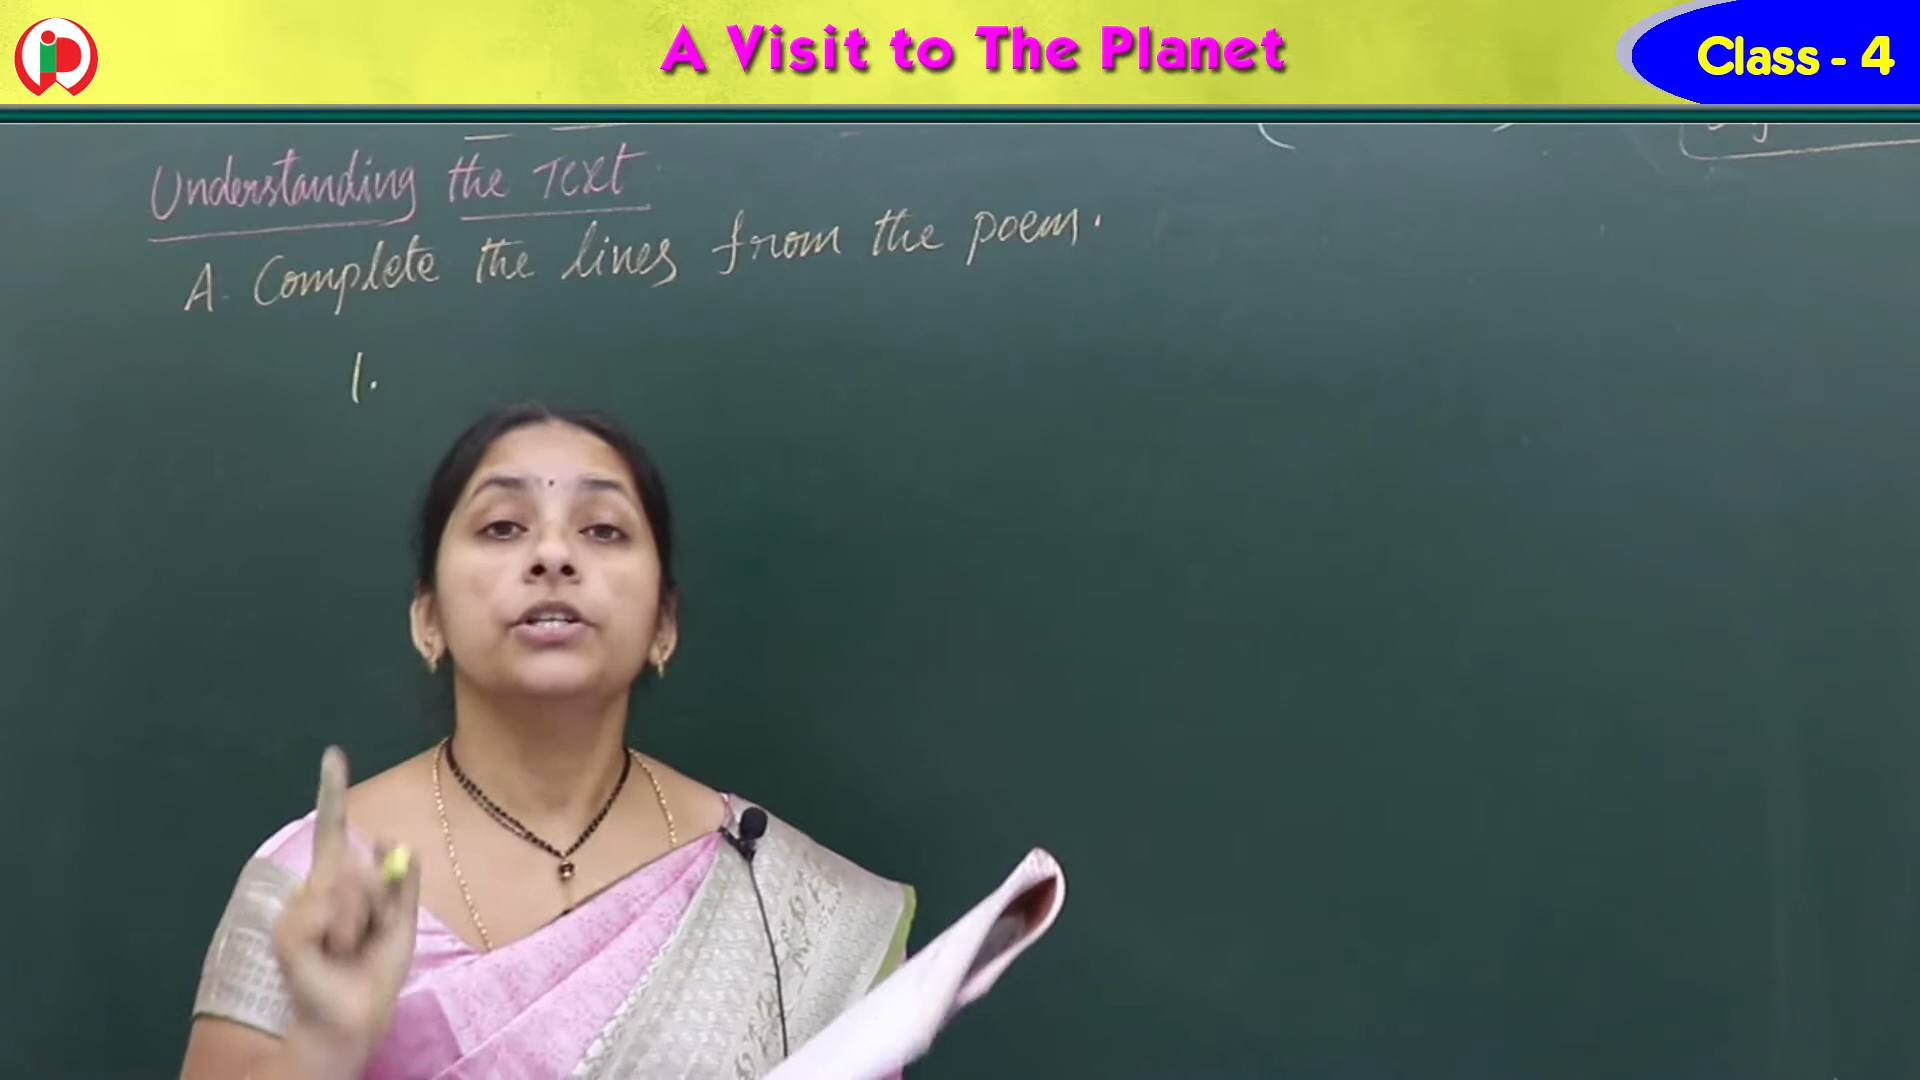 A Visit to The Planet
Class - 4
Understanding the Text
A. Complete the lines from the poem.
1.